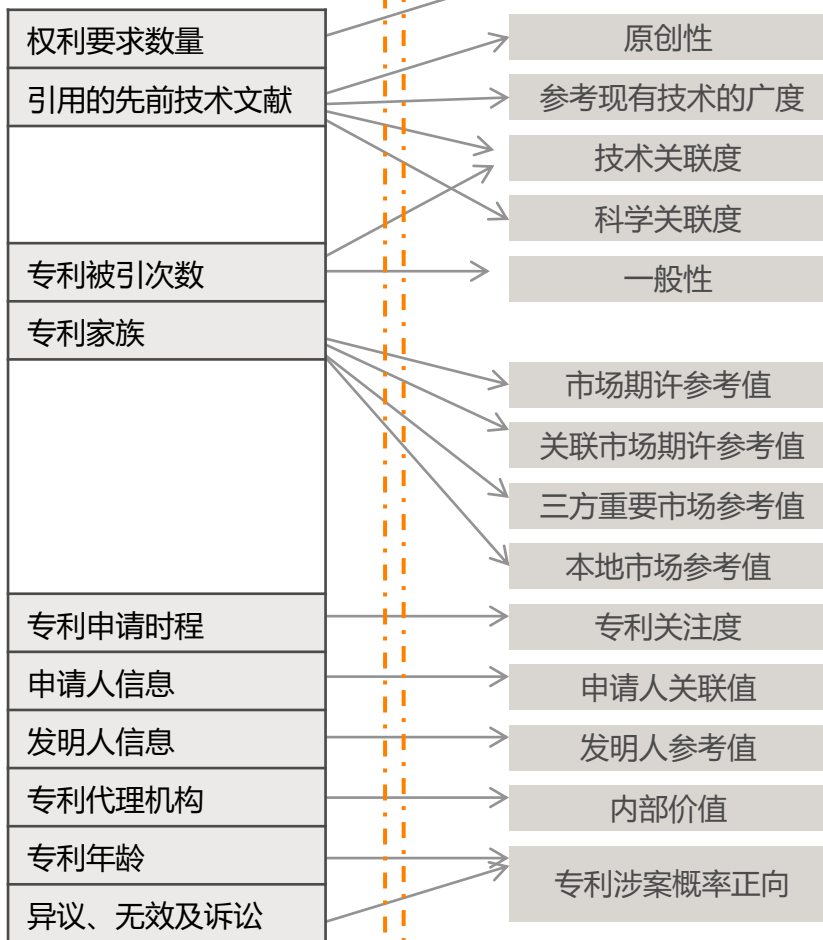 权利要求数量
引用的先前技术文献
专利被引次数
专利家族
专利申请时程
申请人信息
发明人信息
专利代理机构
专利年龄
异议、无效及诉讼
原创性
参考现有技术的广度
技术关联度
科学关联度
一般性
市场期许参考值
关联市场期许参考值
三方重要市场参考值
本地市场参考值
专利关注度
申请人关联值
发明人参考值
内部价值
专利涉案概率正向